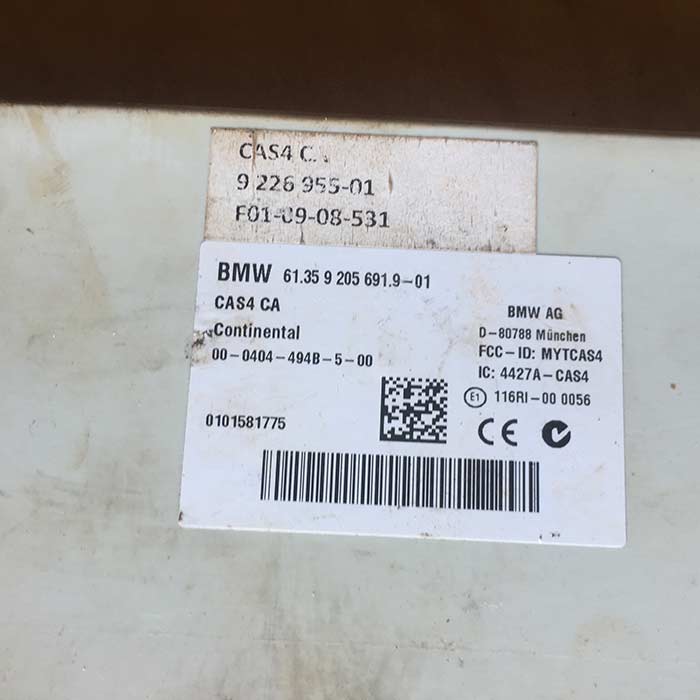 CAS4 C
9 226 955-01
F01-09-08-531
BMW 61.35 9 205 691.9-01
CAS4 CA
Continental
00-0404-494B-5-00
0101581775
BMW AG
D-80788 München
FCC-ID: MYTCAS4
IC: 4427A-CAS4
E1 116RI-00 0056
CE